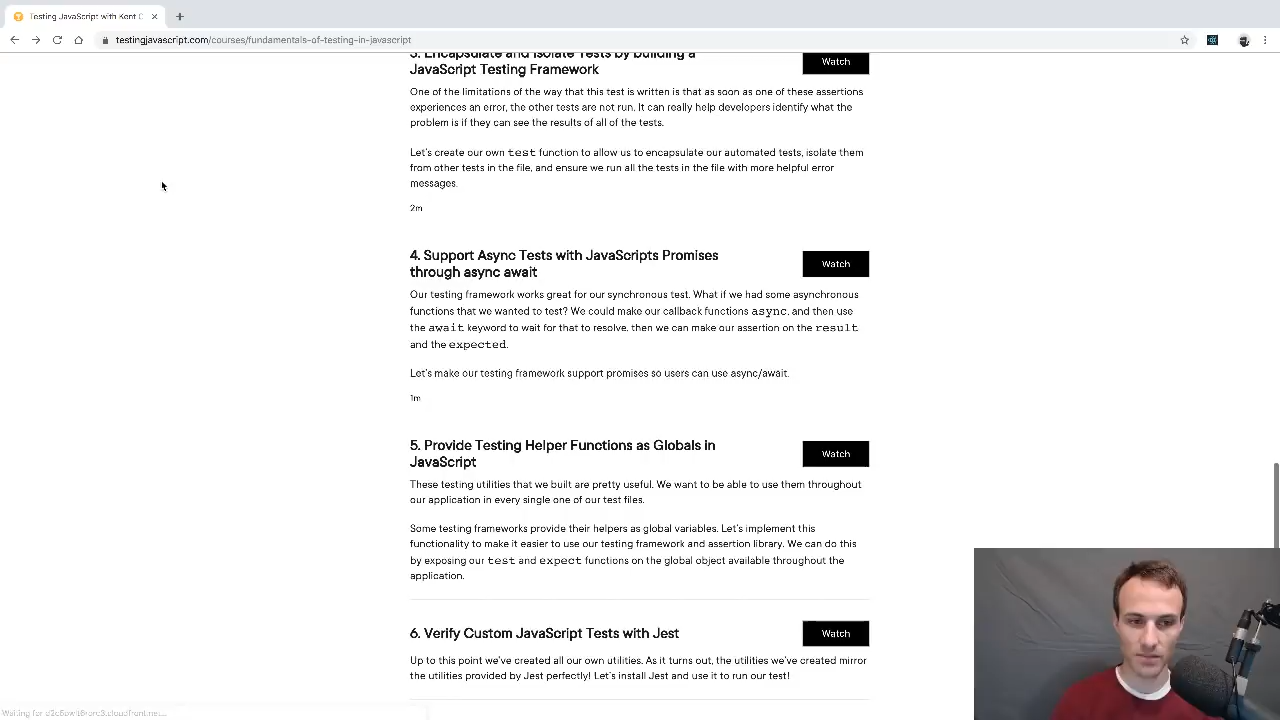 Testing JavaScript with Kent C
testingjavascript.com/courses/fundamentals-of-testing-in-javascript
3. Encapsulate and Isolate Tests by building a
JavaScript Testing Framework
Watch
One of the limitations of the way that this test is written is that as soon as one of these assertions
experiences an error, the other tests are not run. It can really help developers identify what the
problem is if they can see the results of all of the tests.
Let's create our own test function to allow us to encapsulate our automated tests, isolate them
from other tests in the file, and ensure we run all the tests in the file with more helpful error
messages.
2m
4. Support Async Tests with JavaScripts Promises
through async await
Watch
Our testing framework works great for our synchronous test. What if we had some asynchronous
functions that we wanted to test? We could make our callback functions async, and then use
the await keyword to wait for that to resolve, then we can make our assertion on the result
and the expected.
Let's make our testing framework support promises so users can use async/await.
1m
5. Provide Testing Helper Functions as Globals in
JavaScript
Watch
These testing utilities that we built are pretty useful. We want to be able to use them throughout
our application in every single one of our test files.
Some testing frameworks provide their helpers as global variables. Let's implement this
functionality to make it easier to use our testing framework and assertion library. We can do this
by exposing our test and expect functions on the global object available throughout the
application.
6. Verify Custom JavaScript Tests with Jest
Watch
Up to this point we've created all our own utilities. As it turns out, the utilities we've created mirror
the utilities provided by Jest perfectly! Let's install Jest and use it to run our test!
Waiting for